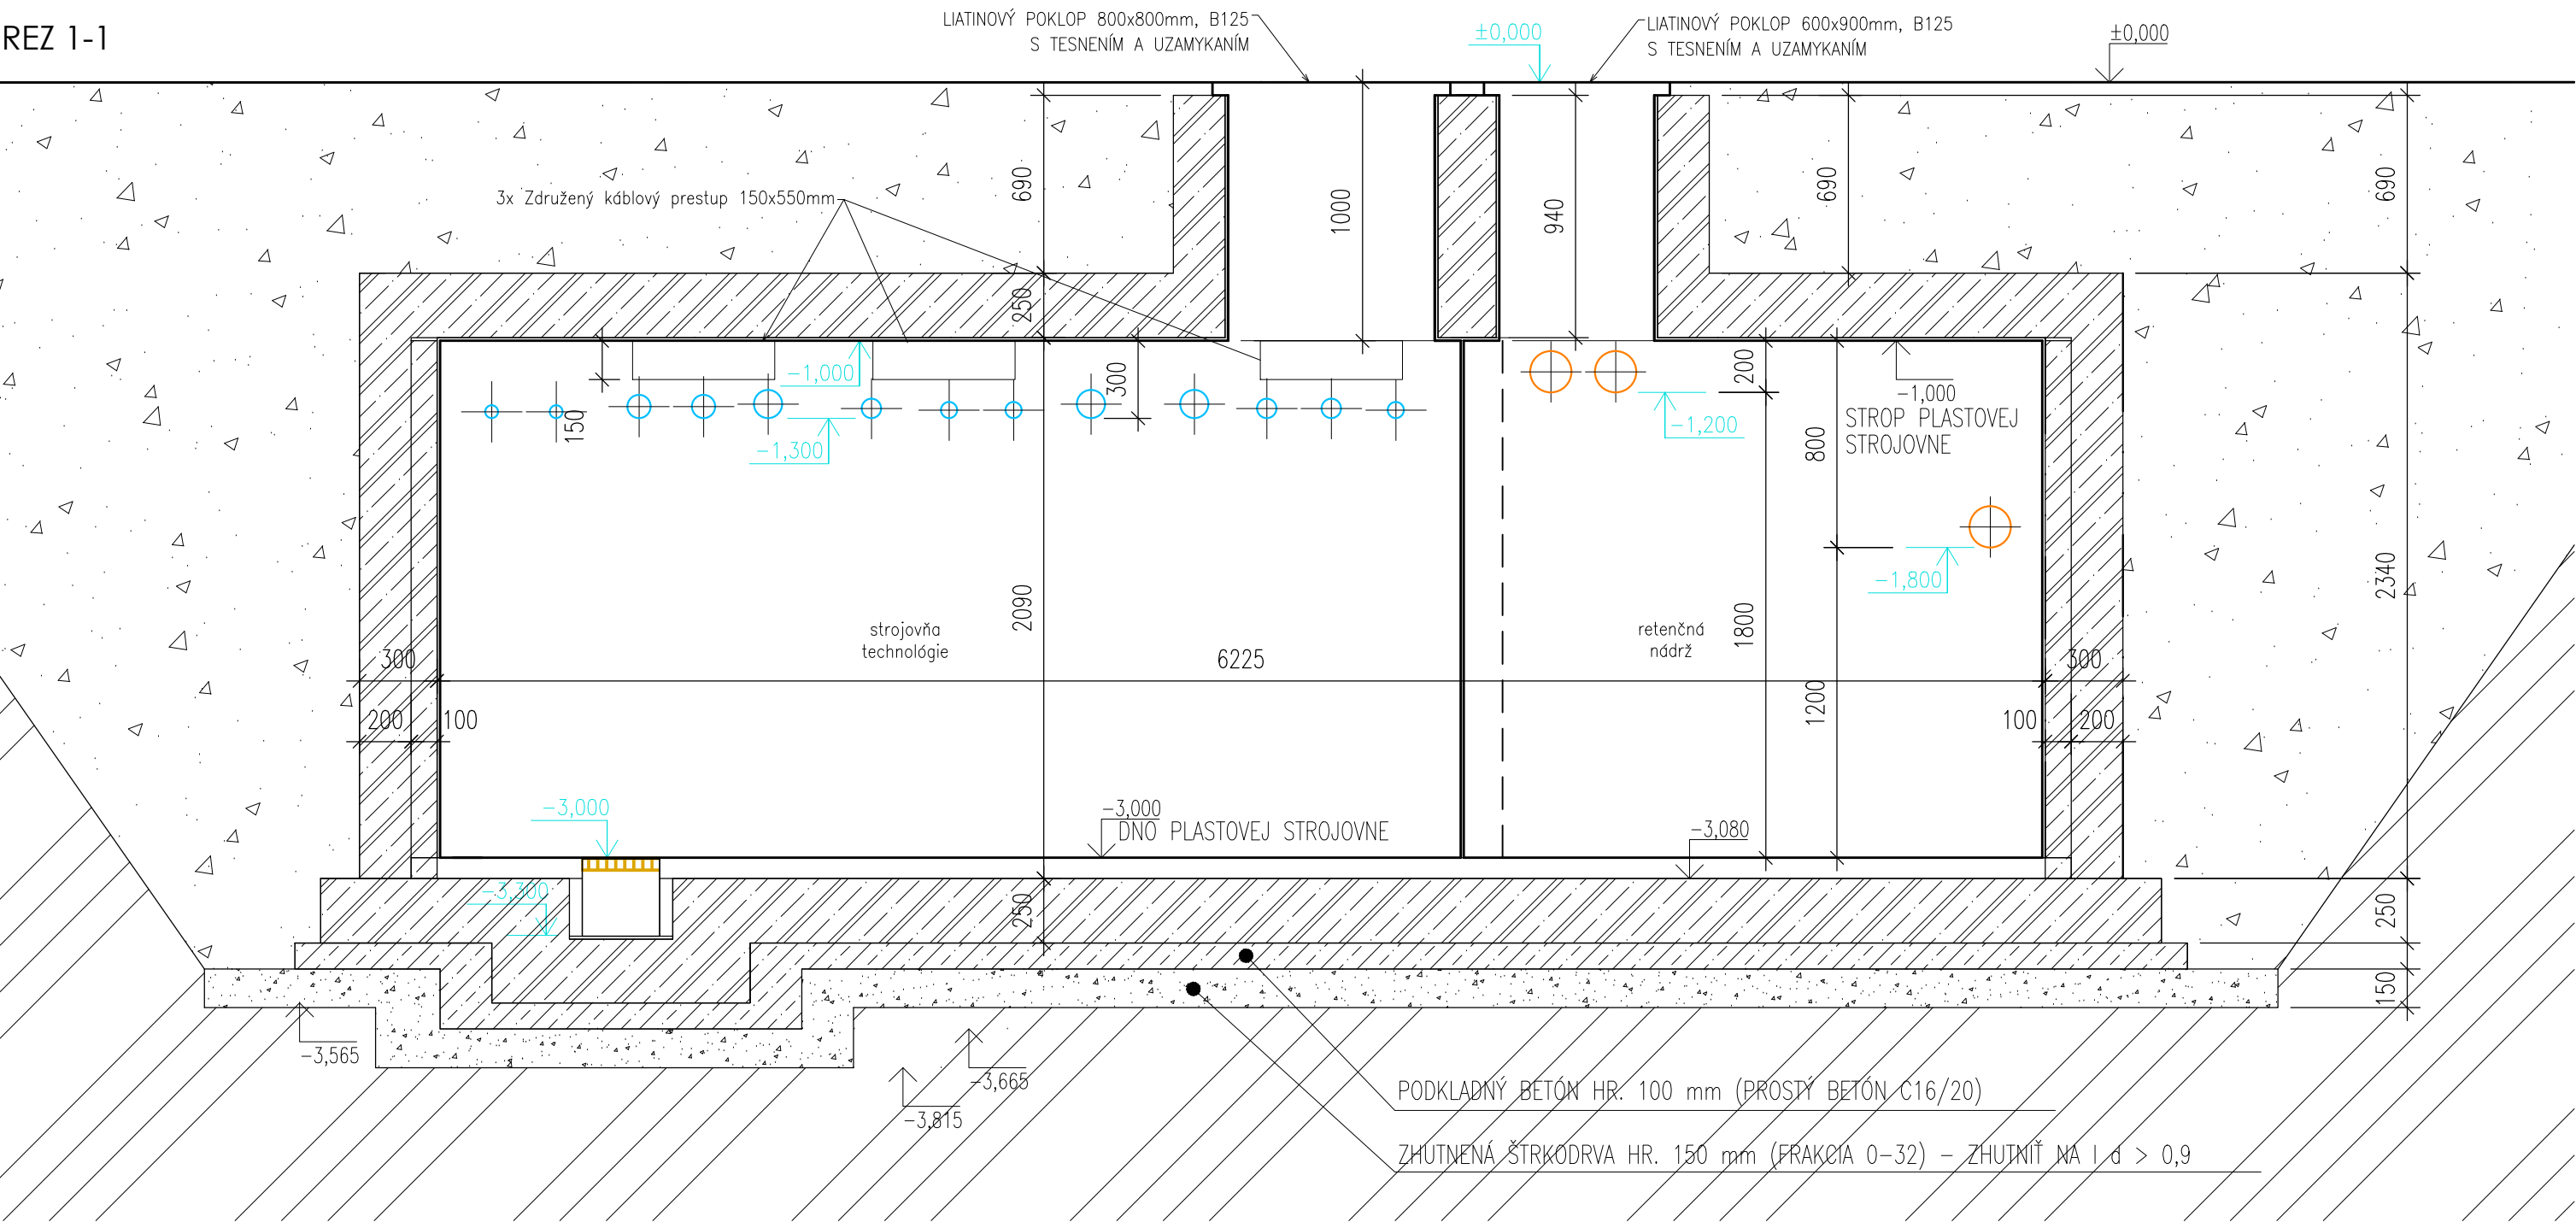 REZ 1-1
LIATINOVÝ POKLOP 800x800mm, B125
S TESNENÍM A UZAMYKANÍM
±0,000
LIATINOVÝ POKLOP 600x900mm, B125
S TESNENÍM A UZAMYKANÍM
±0,000
3x Združený káblový prestup 150x550mm
690
1000
940
690
690
250
150
-1,000
-1,300
300
-1,200
200
-1,000
STROP PLASTOVEJ
STROJOVNE
800
-1,800
2340
strojovňa
technológie
2090
6225
retenčná
nádrž
1800
1200
300
300
200
100
100
200
-3,000
-3,000
DNO PLASTOVEJ STROJOVNE
-3,080
-3,300
250
250
150
-3,565
-3,665
-3,815
PODKLADNÝ BETÓN HR. 100 mm (PROSTÝ BETÓN C16/20)
ZHUTNENÁ ŠTRKODRVA HR. 150 mm (FRAKCIA 0-32) - ZHUTNIŤ NA I d > 0,9